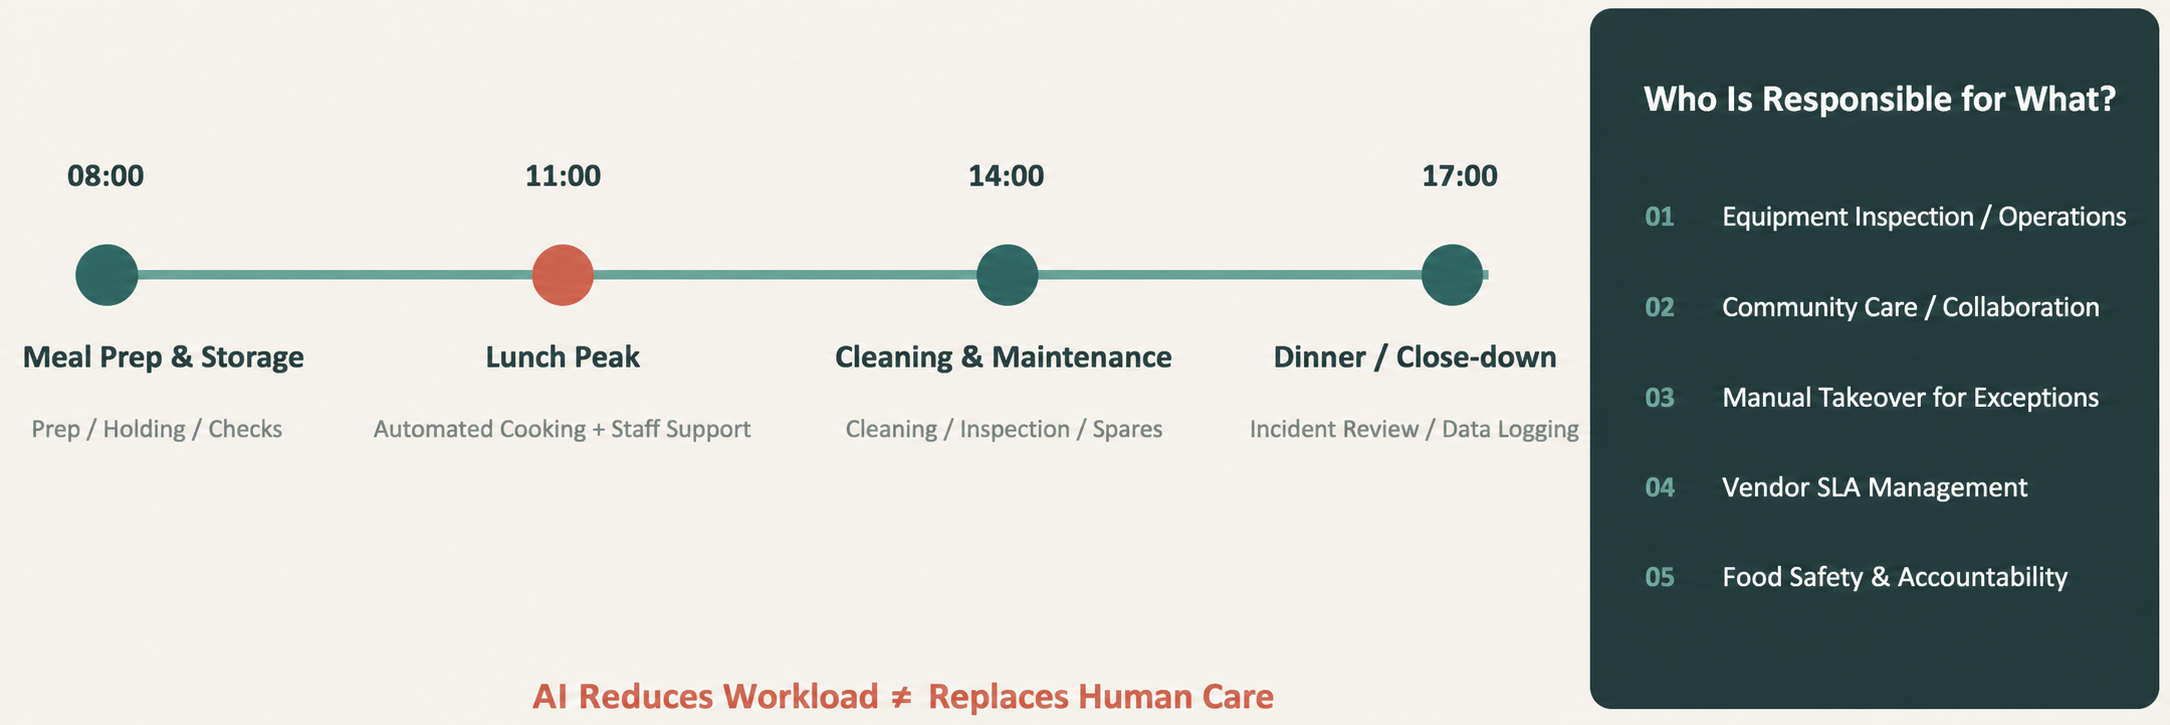 08:00
11:00
14:00
17:00
Meal Prep & Storage
Lunch Peak
Cleaning & Maintenance
Dinner / Close-down
Prep / Holding / Checks
Automated Cooking + Staff Support
Cleaning / Inspection / Spares
Incident Review / Data Logging
AI Reduces Workload ≠ Replaces Human Care
Who Is Responsible for What?
01 Equipment Inspection / Operations
02 Community Care / Collaboration
03 Manual Takeover for Exceptions
04 Vendor SLA Management
05 Food Safety & Accountability